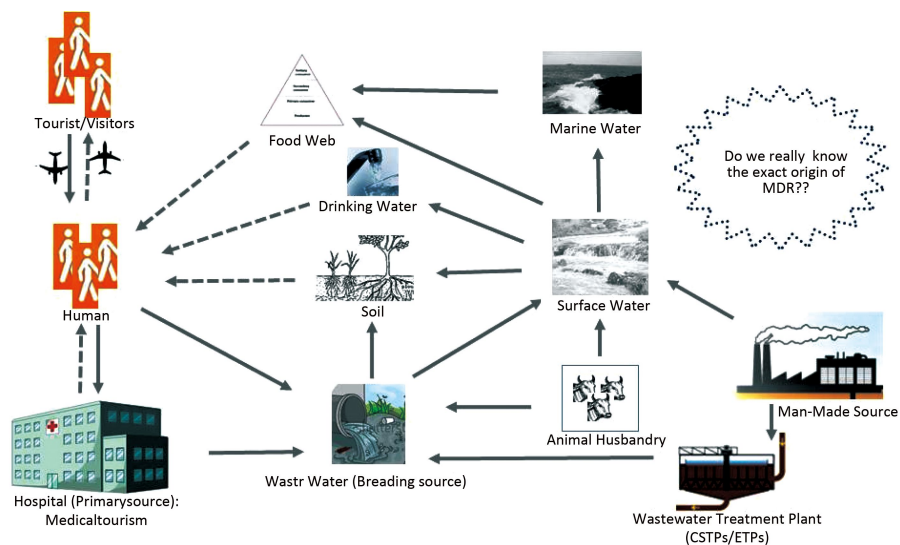 Tourist/Visitors
Food Web
Marine Water
Do we really know
the exact origin of
MDR??
Drinking Water
Human
Soil
Surface Water
Man-Made Source
Animal Husbandry
Wastr Water (Breading source)
Hospital (Primarysource):
Medicaltourism
Wastewater Treatment Plant
(CSTPs/ETPs)